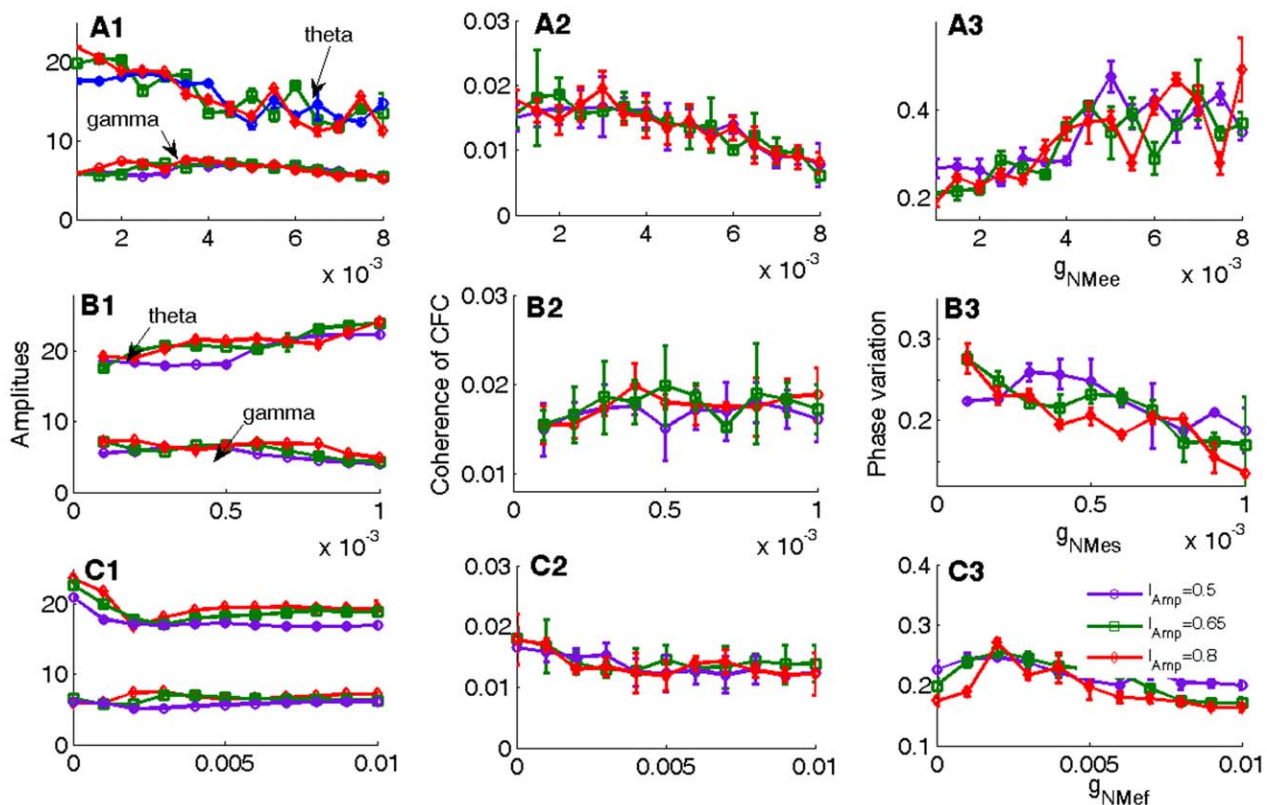 A1
theta
gamma
20
10
0
2
4
6
8
x 10⁻³
A2
0.03
0.02
0.01
0
2
4
6
8
x 10⁻³
A3
0.4
0.2
2
4
6
8
g_NMee
x 10⁻³
B1
theta
gamma
Amplitues
20
10
0
0
0.5
1
x 10⁻³
B2
Coherence of CFC
0.03
0.02
0.01
0
0.5
1
x 10⁻³
B3
Phase variation
0.3
0.2
0
0.5
1
g_NMes
x 10⁻³
C1
20
10
0
0
0.005
0.01
C2
0.03
0.02
0.01
0
0
0.005
0.01
C3
0.4
0.3
0.2
0.1
0
0.005
0.01
g_NMef
I_Amp=0.5
I_Amp=0.65
I_Amp=0.8